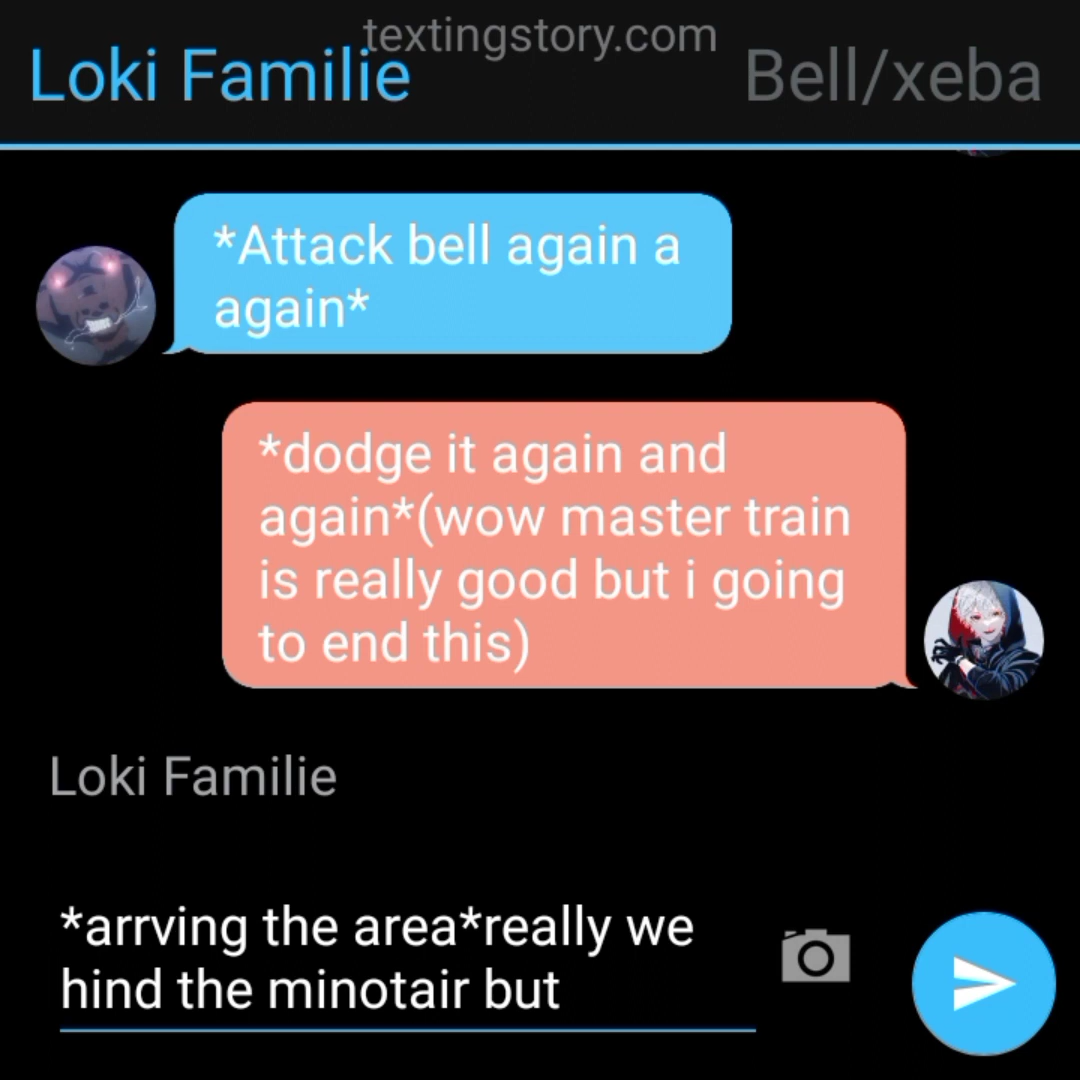 textingstory.com
Loki Familie
Bell/xeba
*Attack bell again a
again*
*dodge it again and
again*(wow master train
is really good but i going
to end this)
Loki Familie
*arrving the area*really we
hind the minotair but